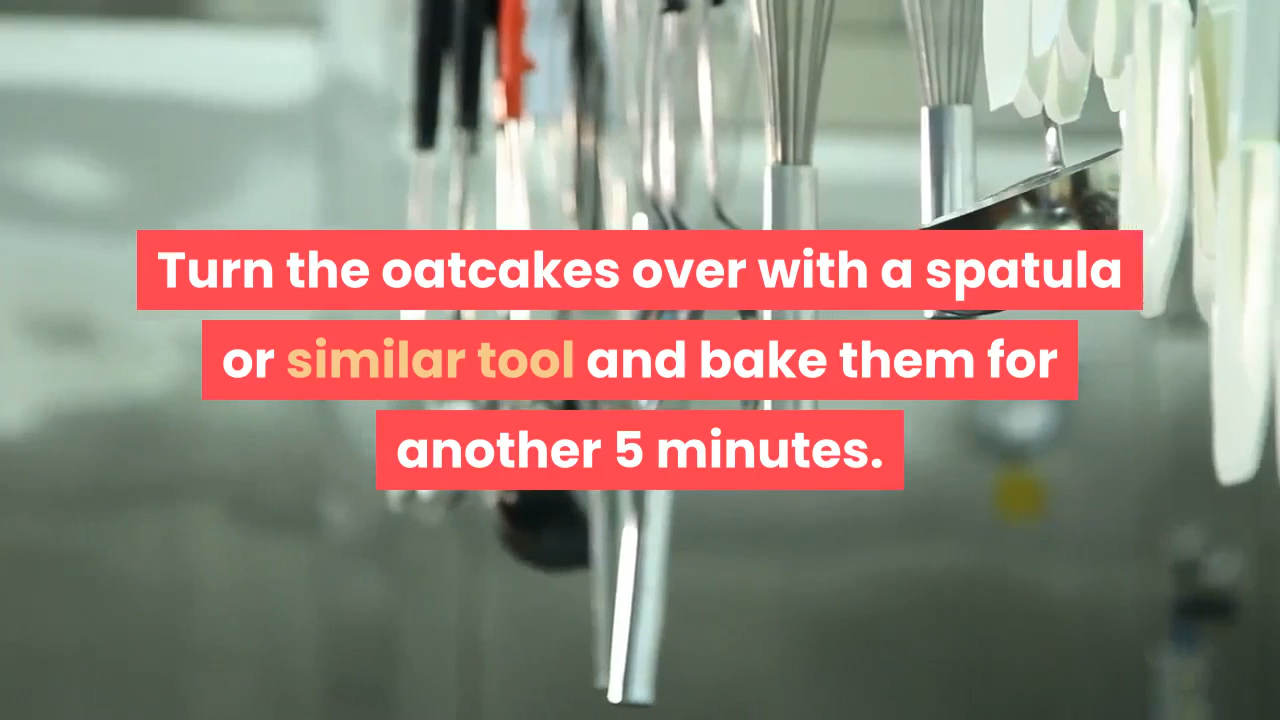 Turn the oatcakes over with a spatula
or similar tool and bake them for
another 5 minutes.